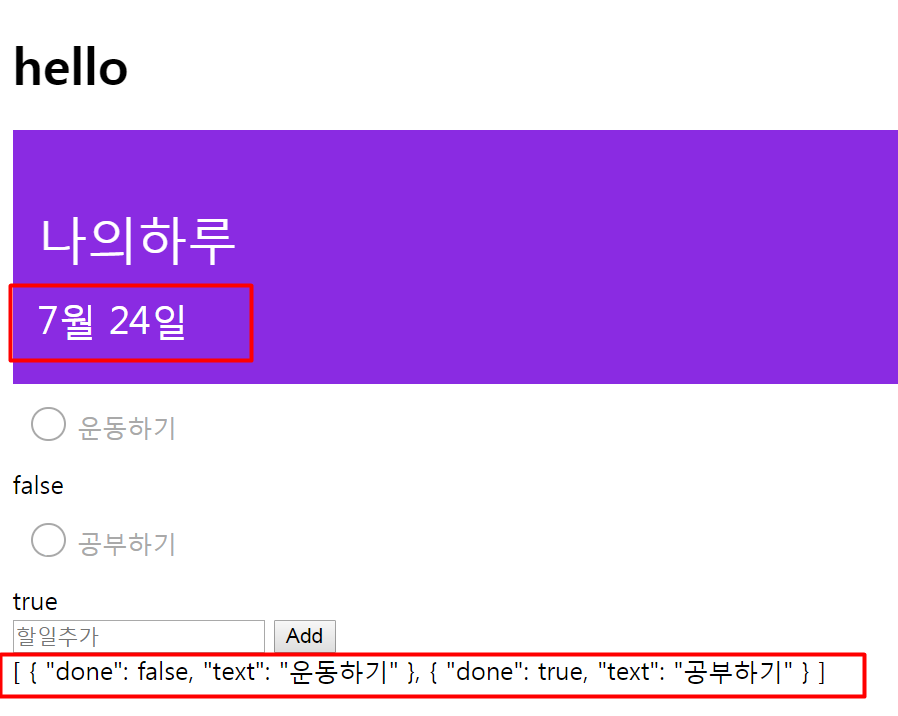 hello
나의하루
7월 24일
운동하기
false
공부하기
true
할일추가 Add
[ { "done": false, "text": "운동하기" }, { "done": true, "text": "공부하기" } ]